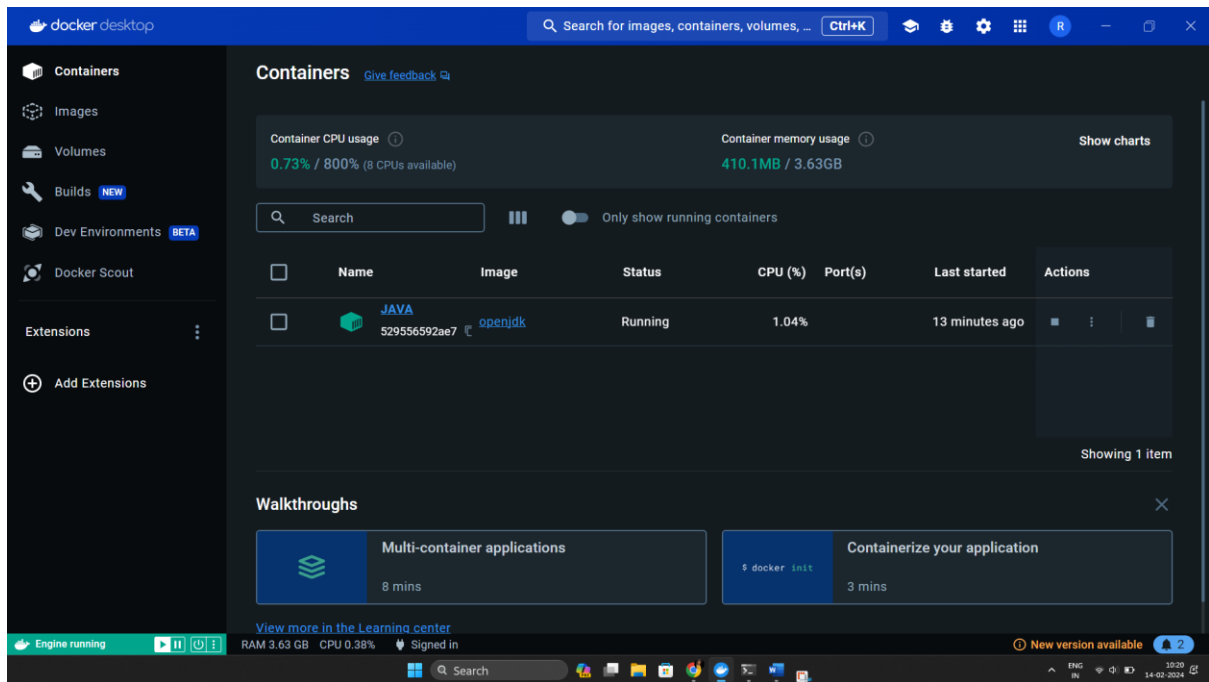 docker desktop
Search for images, containers, volumes, ... Ctrl+K
R
Containers
Images
Volumes
Builds NEW
Dev Environments BETA
Docker Scout
Extensions
Add Extensions
Containers Give feedback
Container CPU usage
0.73% / 800% (8 CPUs available)
Container memory usage
410.1MB / 3.63GB
Show charts
Search
Only show running containers
Name Image Status CPU (%) Port(s) Last started Actions
JAVA
529556592ae7 openjdk Running 1.04% 13 minutes ago
Showing 1 item
Walkthroughs
Multi-container applications
8 mins
$ docker init
Containerize your application
3 mins
View more in the Learning center
Engine running RAM 3.63 GB CPU 0.38% Signed in New version available 2
Search
ENG
IN
10:20
14-02-2024